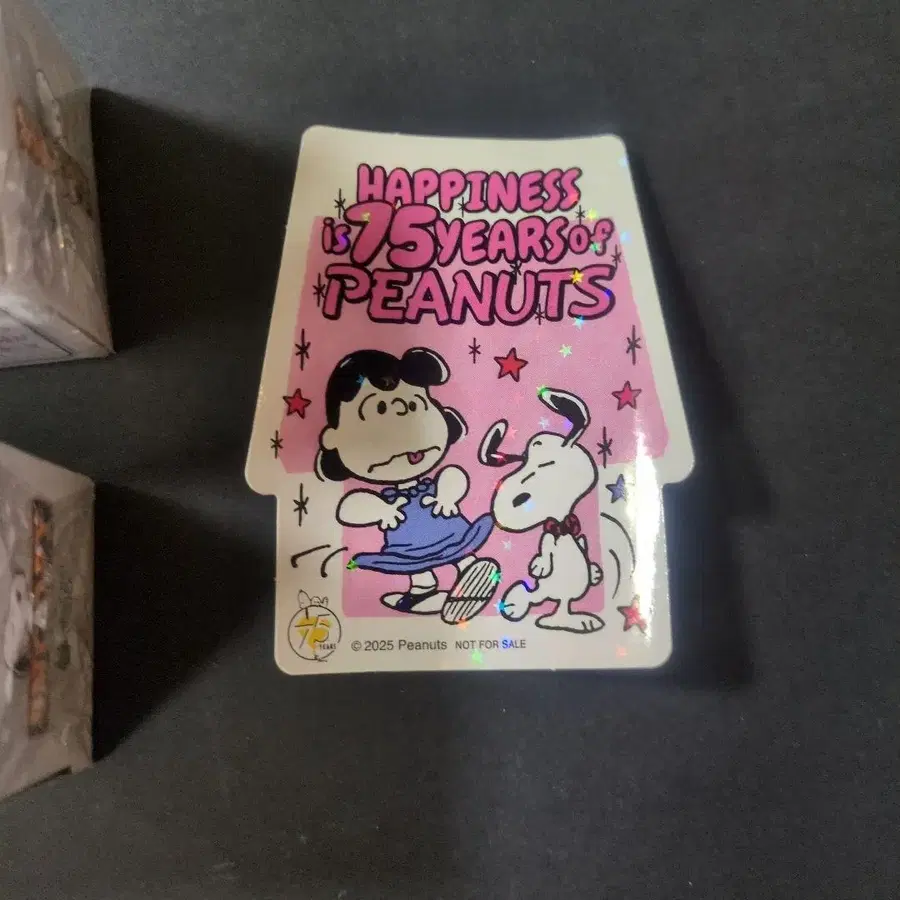 HAPPINESS
is 75 YEARS of
PEANUTS
75
YEARS
© 2025 Peanuts NOT FOR SALE